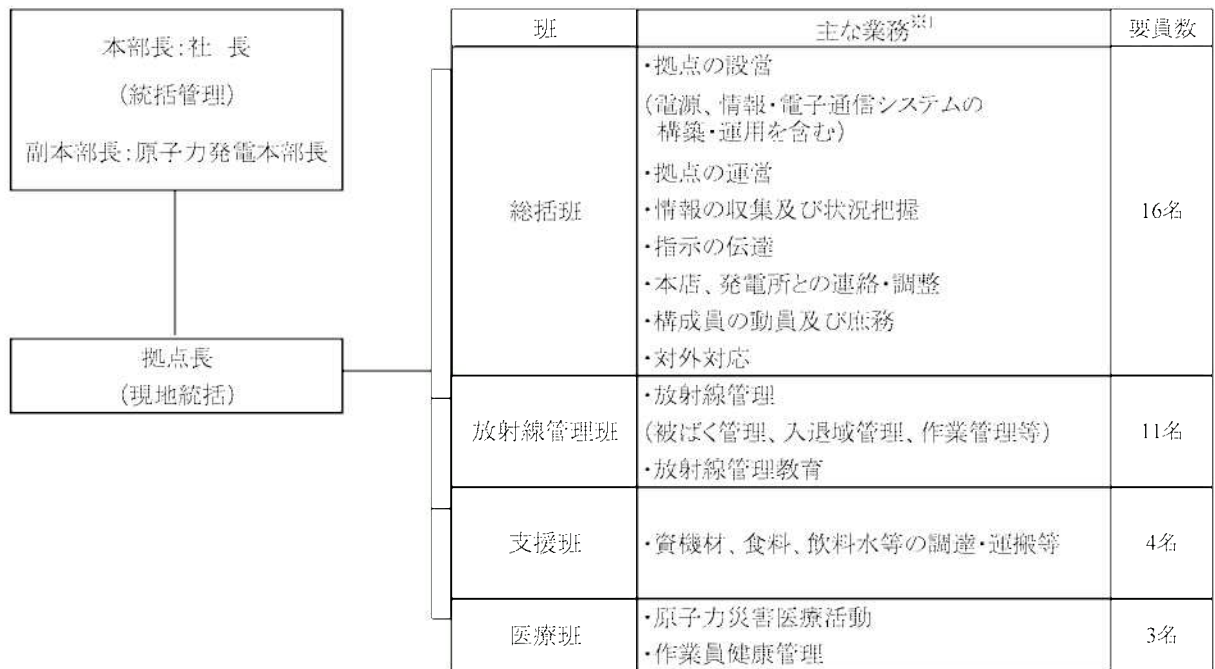 本部長：社　長
（統括管理）
副本部長：原子力発電本部長
拠点長
（現地統括）
班
主な業務※1
要員数
総括班
・拠点の設営
（電源、情報・電子通信システムの
構築・運用を含む）
・拠点の運営
・情報の収集及び状況把握
・指示の伝達
・本店、発電所との連絡・調整
・構成員の動員及び庶務
・対外対応
16名
放射線管理班
・放射線管理
（被ばく管理、入退域管理、作業管理等）
・放射線管理教育
11名
支援班
・資機材、食料、飲料水等の調達・運搬等
4名
医療班
・原子力災害医療活動
・作業員健康管理
3名